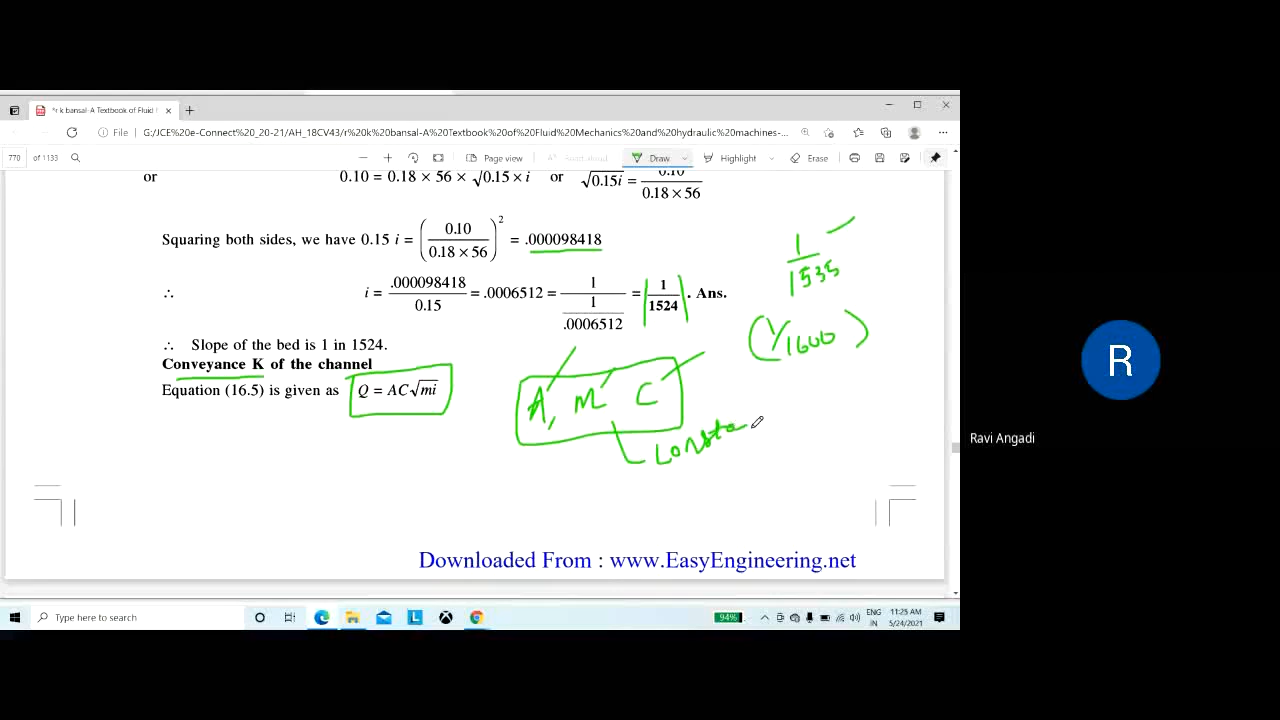 *r k bansal-A Textbook of Fluid
File G:/JCE%20e-Connect%20_20-21/AH_18CV43/r%20k%20bansal-A%20Textbook%20of%20Fluid%20Mechanics%20and%20hydraulic%20machines-...
770 of 1133 Page view Read aloud Draw Highlight Erase
or 0.10 = 0.18 × 56 × √0.15 × i or √0.15i = 0.10 / 0.18 × 56
Squaring both sides, we have 0.15 i = (0.10 / 0.18 × 56)² = .000098418
1/1535
∴ i = .000098418 / 0.15 = .0006512 = 1 / (1 / .0006512) = 1/1524 . Ans.
(1/1600)
∴ Slope of the bed is 1 in 1524.
Conveyance K of the channel
Equation (16.5) is given as Q = AC√mi
A, M C
Consta
Downloaded From : www.EasyEngineering.net
R
Ravi Angadi
Type here to search
94%
ENG
IN
11:25 AM
5/24/2021